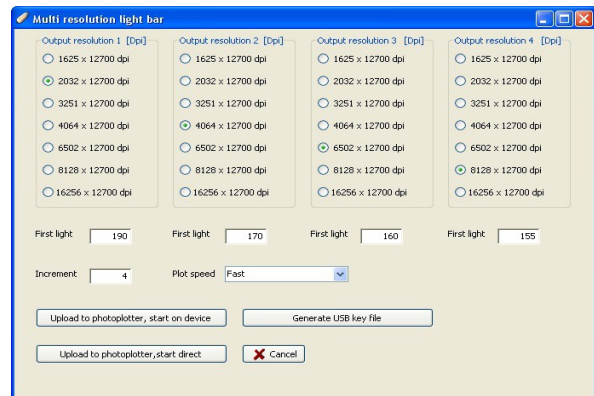 Multi resolution light bar
Output resolution 1 [Dpi] Output resolution 2 [Dpi] Output resolution 3 [Dpi] Output resolution 4 [Dpi]
1625 x 12700 dpi 1625 x 12700 dpi 1625 x 12700 dpi 1625 x 12700 dpi
2032 x 12700 dpi 2032 x 12700 dpi 2032 x 12700 dpi 2032 x 12700 dpi
3251 x 12700 dpi 3251 x 12700 dpi 3251 x 12700 dpi 3251 x 12700 dpi
4064 x 12700 dpi 4064 x 12700 dpi 4064 x 12700 dpi 4064 x 12700 dpi
6502 x 12700 dpi 6502 x 12700 dpi 6502 x 12700 dpi 6502 x 12700 dpi
8128 x 12700 dpi 8128 x 12700 dpi 8128 x 12700 dpi 8128 x 12700 dpi
16256 x 12700 dpi 16256 x 12700 dpi 16256 x 12700 dpi 16256 x 12700 dpi
First light 190 First light 170 First light 160 First light 155
Increment 4 Plot speed Fast
Upload to photoplotter, start on device Generate USB key file
Upload to photoplotter,start direct Cancel